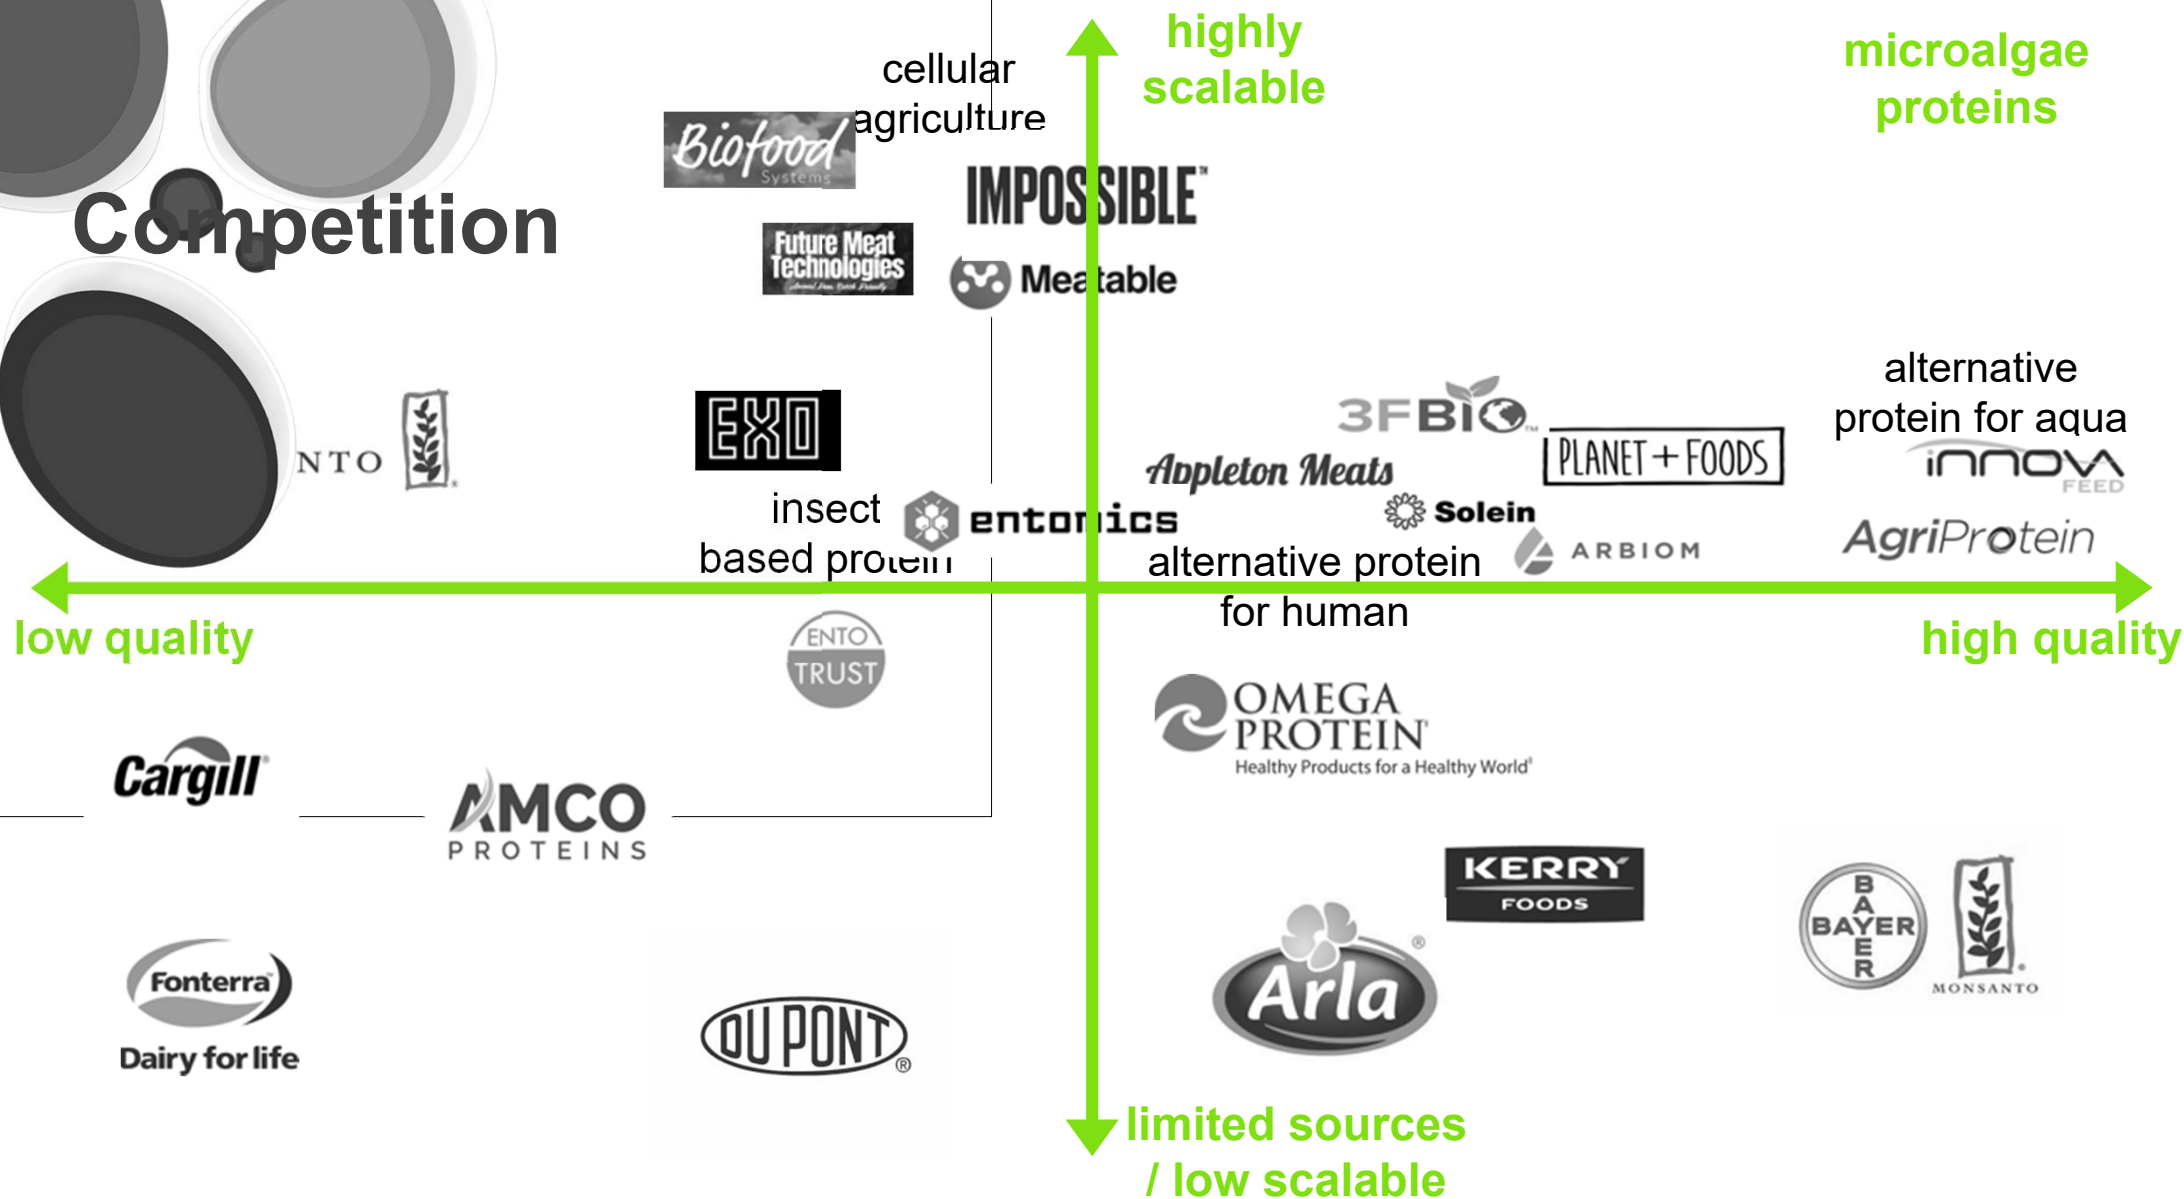 highly
scalable
microalgae
proteins
cellular
agriculture
Biofood
Systems
IMPOSSIBLE™
Competition
Future Meat
Technologies
Meatable
alternative
protein for aqua
3FBIO™
EXO
PLANET + FOODS
innova
FEED
NTO
®
Appleton Meats
insect
based protein
entomics
Solein
AgriProtein
ARBIOM
alternative protein
for human
low quality
high quality
ENTO
TRUST
OMEGA
PROTEIN
Healthy Products for a Healthy World
Cargill
AMCO
PROTEINS
KERRY
FOODS
BAYER
BAYER
MONSANTO
®
Arla
®
Fonterra
Dairy for life
DUPONT
®
limited sources
/ low scalable